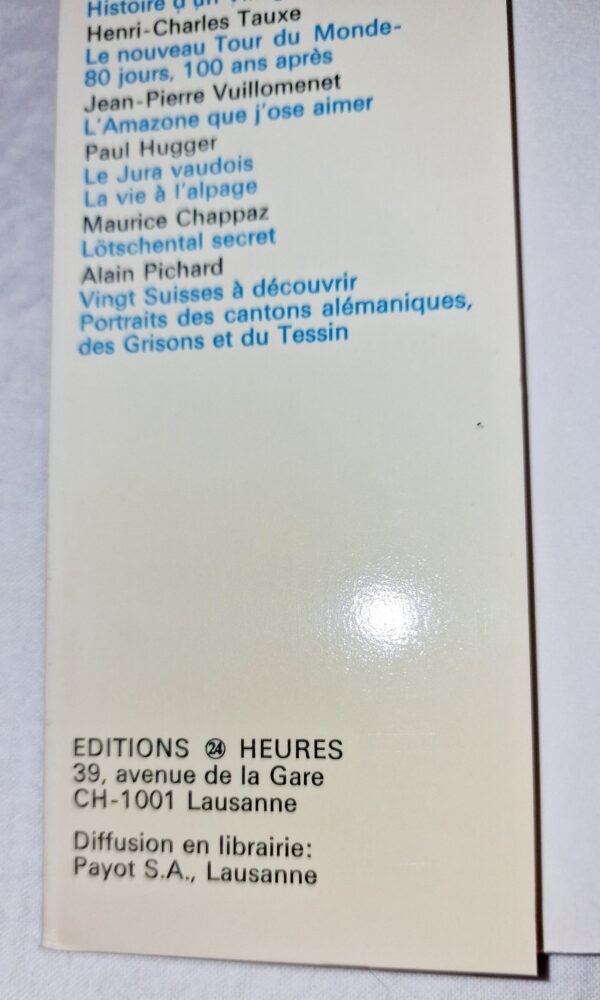 Histoire d'un
Henri-Charles Tauxe
Le nouveau Tour du Monde-
80 jours, 100 ans après
Jean-Pierre Vuillomenet
L'Amazone que j'ose aimer
Paul Hugger
Le Jura vaudois
La vie à l'alpage
Maurice Chappaz
Lötschental secret
Alain Pichard
Vingt Suisses à découvrir
Portraits des cantons alémaniques,
des Grisons et du Tessin
EDITIONS 24 HEURES
39, avenue de la Gare
CH-1001 Lausanne
Diffusion en librairie:
Payot S.A., Lausanne